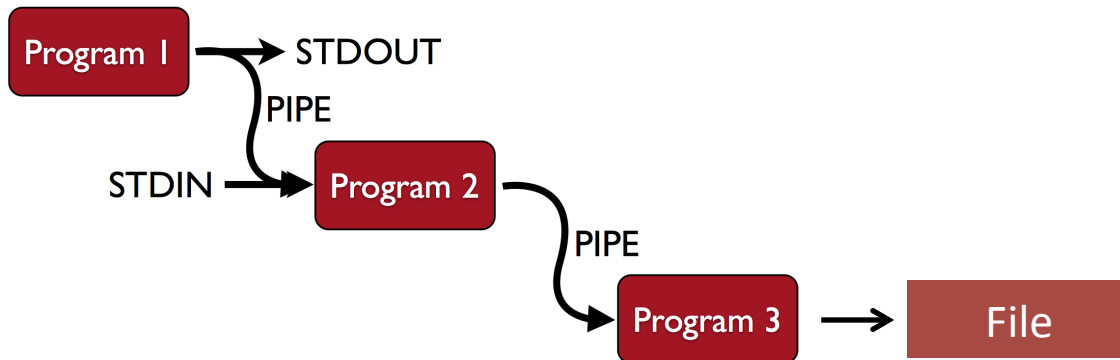 Program 1
STDOUT
PIPE
STDIN
Program 2
PIPE
Program 3
File